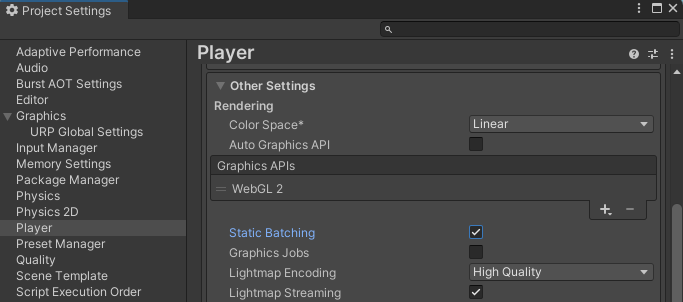 Project Settings
Adaptive Performance
Audio
Burst AOT Settings
Editor
Graphics
URP Global Settings
Input Manager
Memory Settings
Package Manager
Physics
Physics 2D
Player
Preset Manager
Quality
Scene Template
Script Execution Order
Player
Other Settings
Rendering
Color Space* Linear
Auto Graphics API
Graphics APIs
WebGL 2
Static Batching
Graphics Jobs
Lightmap Encoding High Quality
Lightmap Streaming